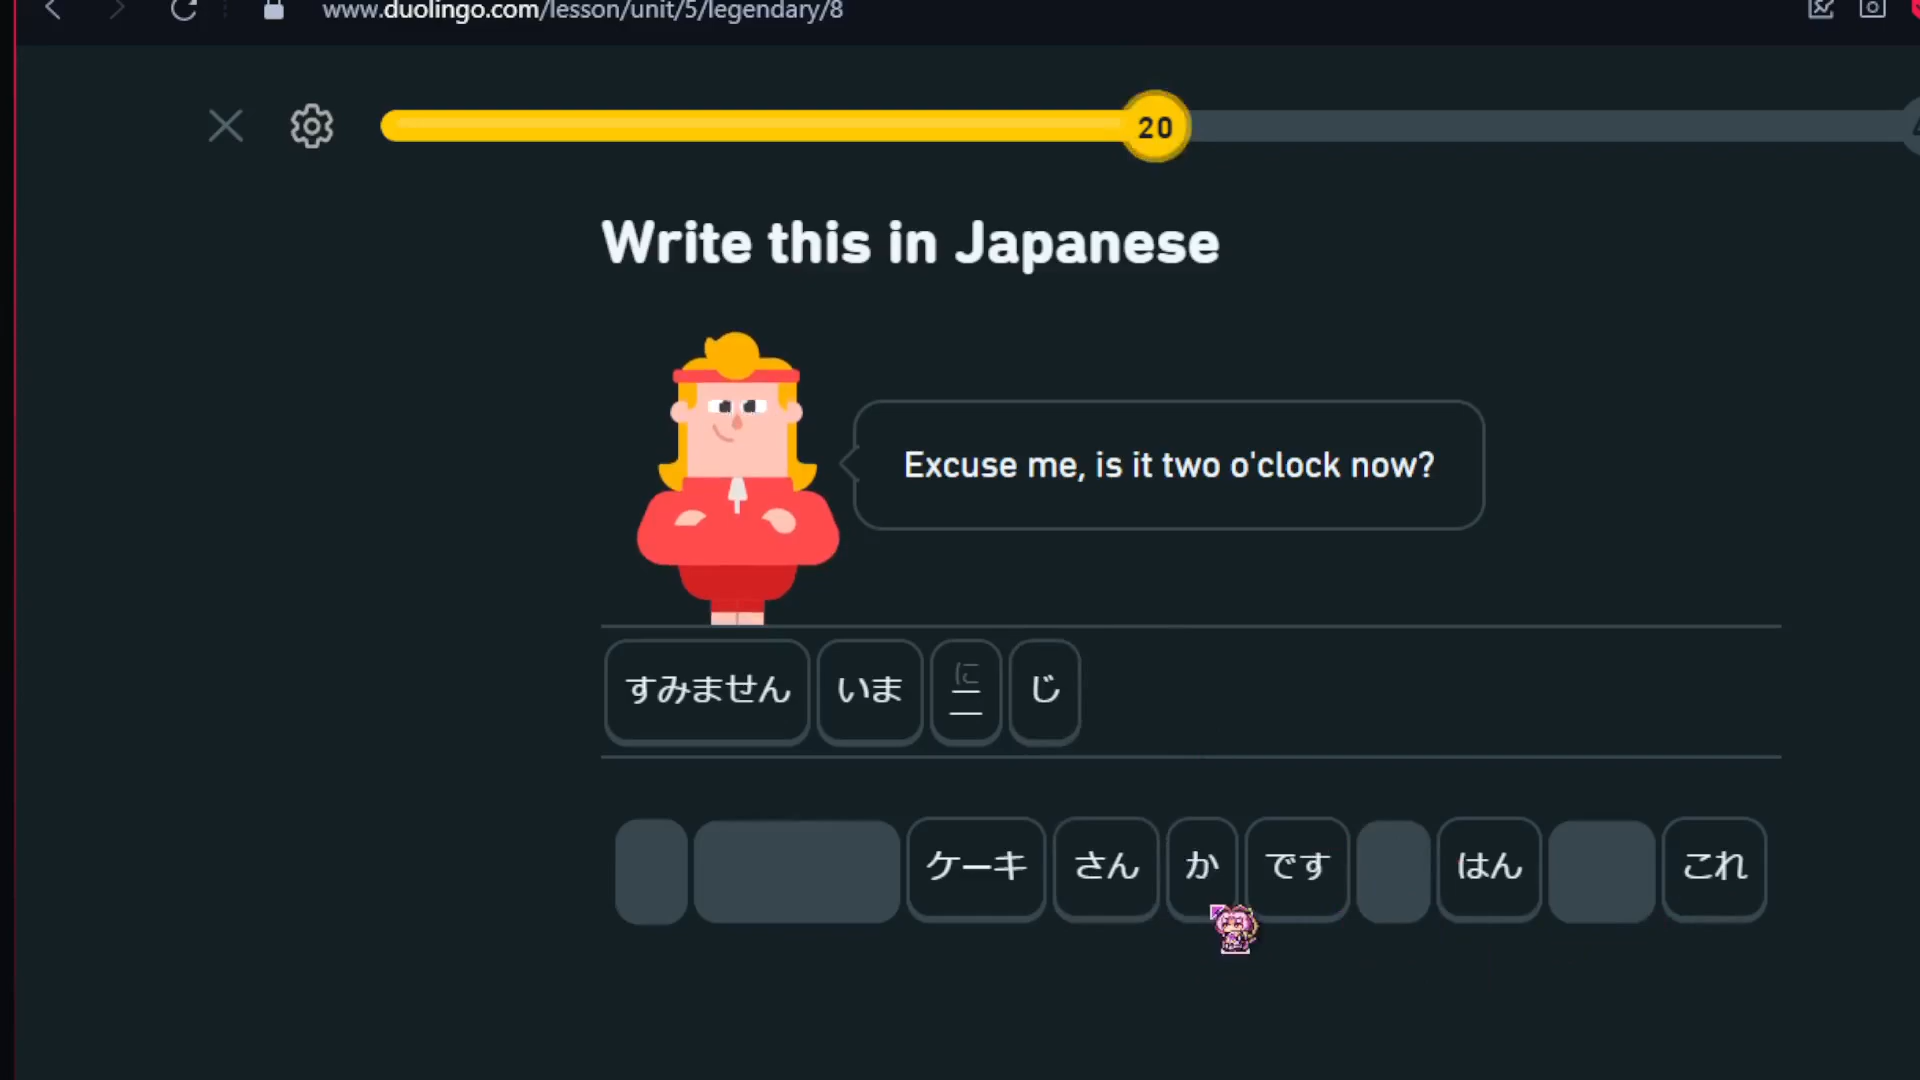 www.duolingo.com/lesson/unit/5/legendary/8
20
Write this in Japanese
Excuse me, is it two o'clock now?
すみません いま 二 じ
に
ケーキ さん か です はん これ